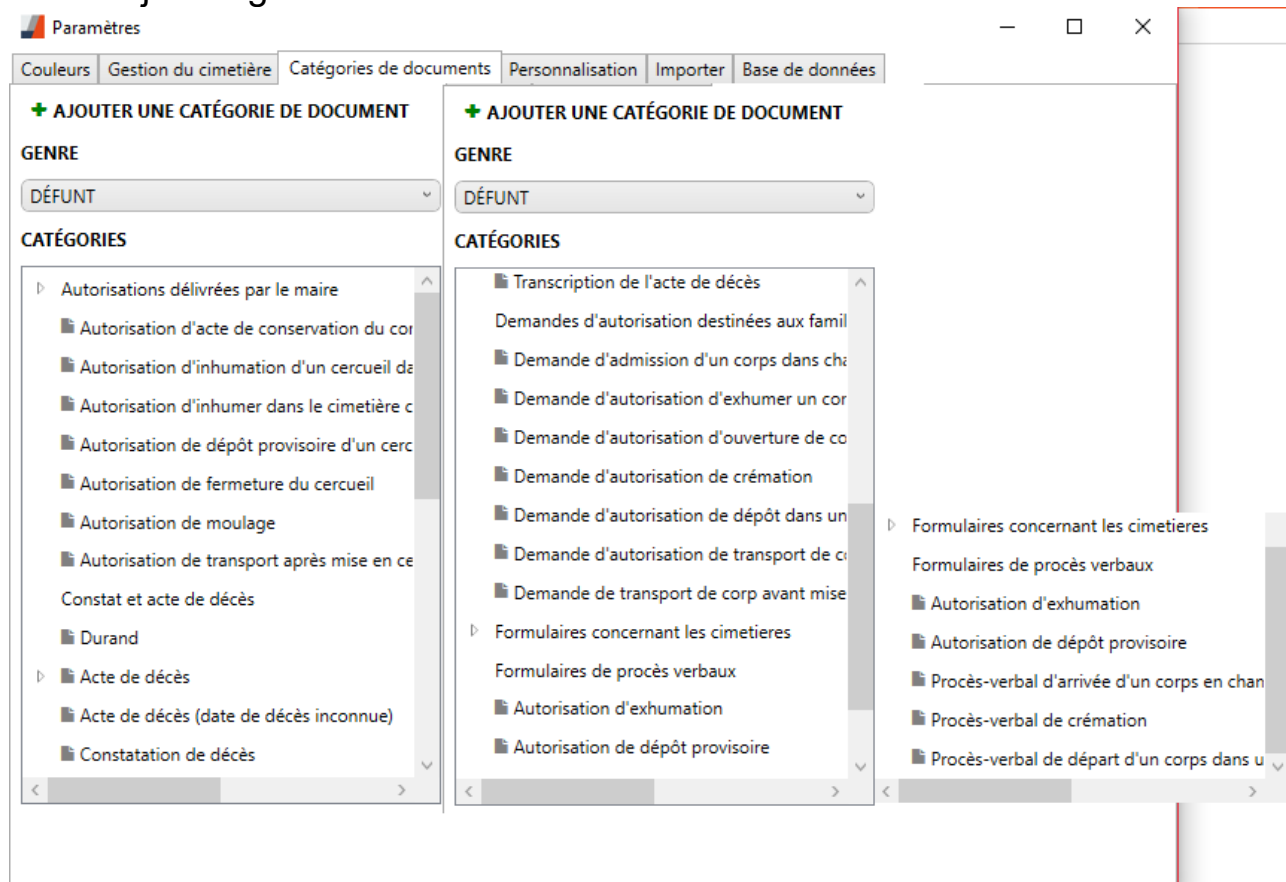 Paramètres
Couleurs Gestion du cimetière Catégories de documents Personnalisation Importer Base de données
AJOUTER UNE CATÉGORIE DE DOCUMENT
GENRE
DÉFUNT
CATÉGORIES
Autorisations délivrées par le maire
Autorisation d'acte de conservation du
Autorisation d'inhumation d'un cercueil
Autorisation d'inhumer dans le cimetière
Autorisation de dépôt provisoire d'un
Autorisation de fermeture du cercueil
Autorisation de moulage
Autorisation de transport après mise en
Constat et acte de décès
Durand
Acte de décès
Acte de décès (date de décès inconnue)
Constatation de décès
AJOUTER UNE CATÉGORIE DE DOCUMENT
GENRE
DÉFUNT
CATÉGORIES
Transcription de l'acte de décès
Demandes d'autorisation destinées aux
Demande d'admission d'un corps dans
Demande d'autorisation d'exhumer un
Demande d'autorisation d'ouverture de
Demande d'autorisation de crémation
Demande d'autorisation de dépôt dans un
Demande d'autorisation de transport de
Demande de transport de corp avant mise
Formulaires concernant les cimetieres
Formulaires de procès verbaux
Autorisation d'exhumation
Autorisation de dépôt provisoire
Formulaires concernant les cimetieres
Formulaires de procès verbaux
Autorisation d'exhumation
Autorisation de dépôt provisoire
Procès-verbal d'arrivée d'un corps en
Procès-verbal de crémation
Procès-verbal de départ d'un corps dans